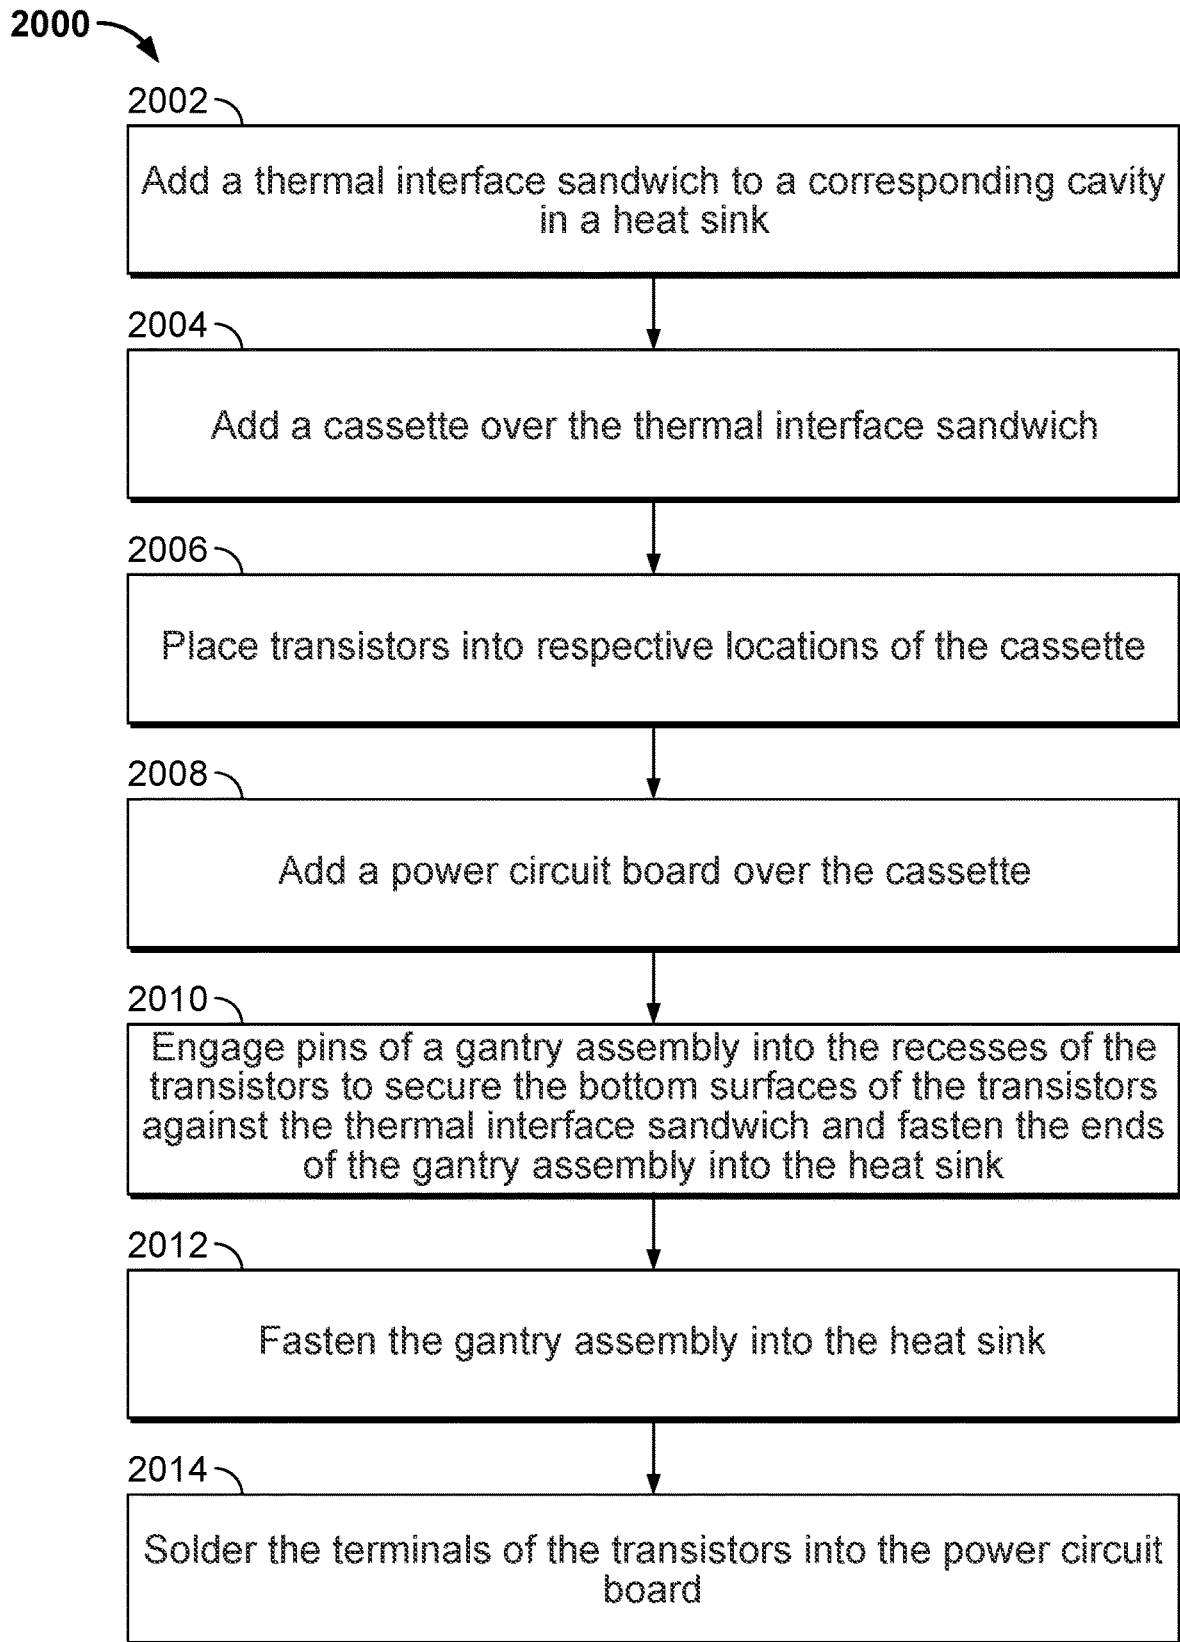 2000
2002
Add a thermal interface sandwich to a corresponding cavity
in a heat sink
2004
Add a cassette over the thermal interface sandwich
2006
Place transistors into respective locations of the cassette
2008
Add a power circuit board over the cassette
2010
Engage pins of a gantry assembly into the recesses of the
transistors to secure the bottom surfaces of the transistors
against the thermal interface sandwich and fasten the ends
of the gantry assembly into the heat sink
2012
Fasten the gantry assembly into the heat sink
2014
Solder the terminals of the transistors into the power circuit
board